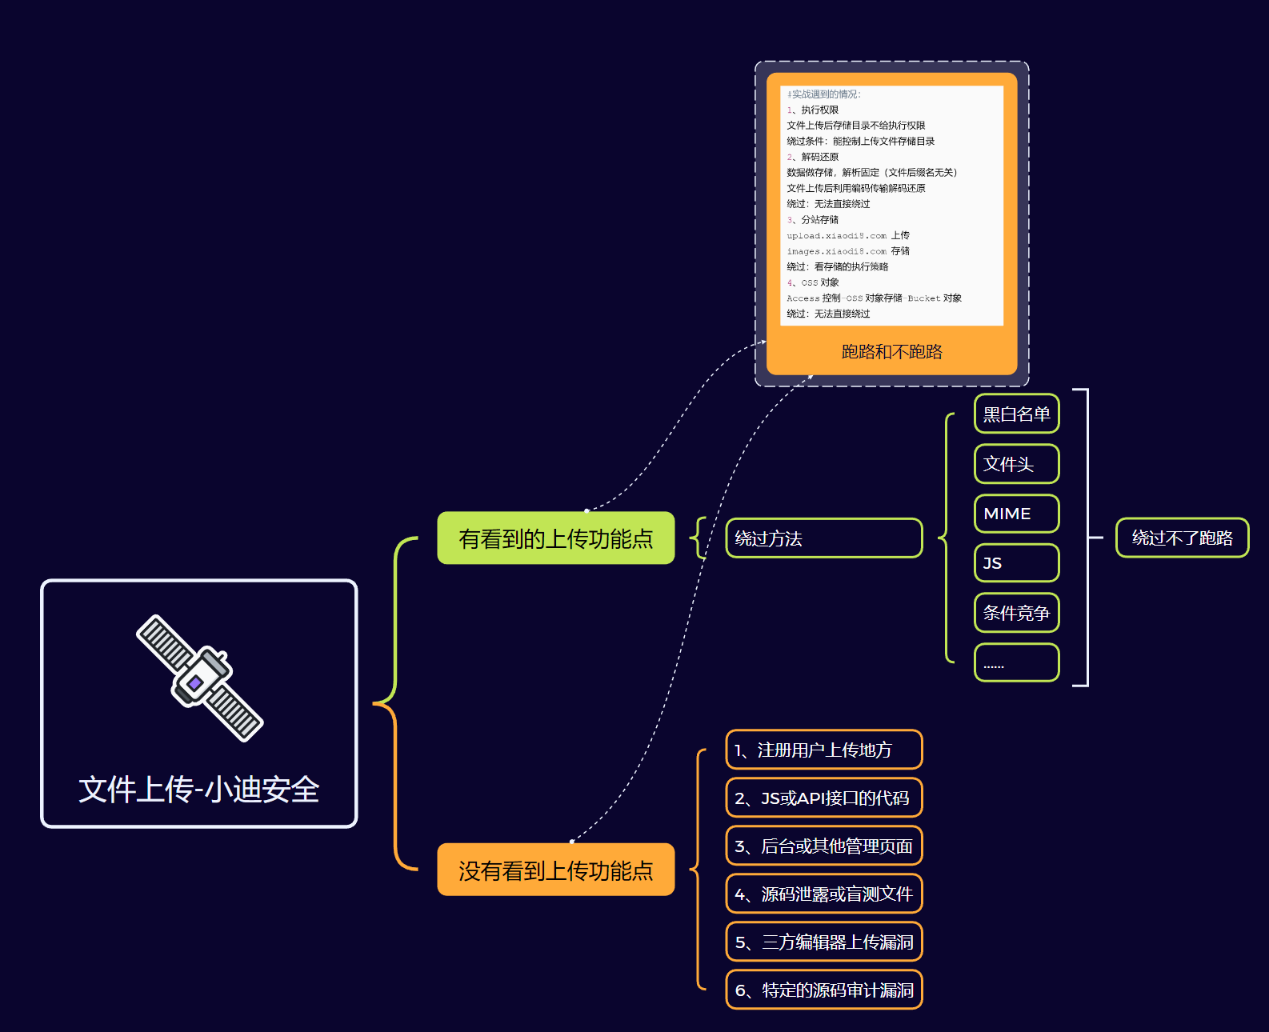 #实战遇到的情况：
1、执行权限
文件上传后存储目录不给执行权限
绕过条件：能控制上传文件存储目录
2、解码还原
数据做存储，解析固定（文件后缀名无关）
文件上传后利用编码传输解码还原
绕过：无法直接绕过
3、分站存储
upload.xiaodi8.com 上传
images.xiaodi8.com 存储
绕过：看存储的执行策略
4、OSS 对象
Access 控制-OSS 对象存储-Bucket 对象
绕过：无法直接绕过
跑路和不跑路
文件上传-小迪安全
有看到的上传功能点
绕过方法
黑白名单
文件头
MIME
JS
条件竞争
......
绕过不了跑路
没有看到上传功能点
1、注册用户上传地方
2、JS或API接口的代码
3、后台或其他管理页面
4、源码泄露或盲测文件
5、三方编辑器上传漏洞
6、特定的源码审计漏洞